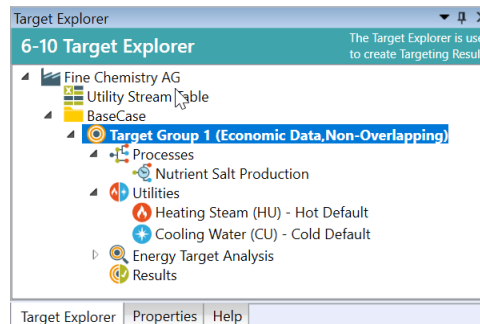 Target Explorer
6-10 Target Explorer
The Target Explorer is use
to create Targeting Resul
Fine Chemistry AG
Utility Stream Table
BaseCase
Target Group 1 (Economic Data,Non-Overlapping)
Processes
Nutrient Salt Production
Utilities
Heating Steam (HU) - Hot Default
Cooling Water (CU) - Cold Default
Energy Target Analysis
Results
Target Explorer Properties Help